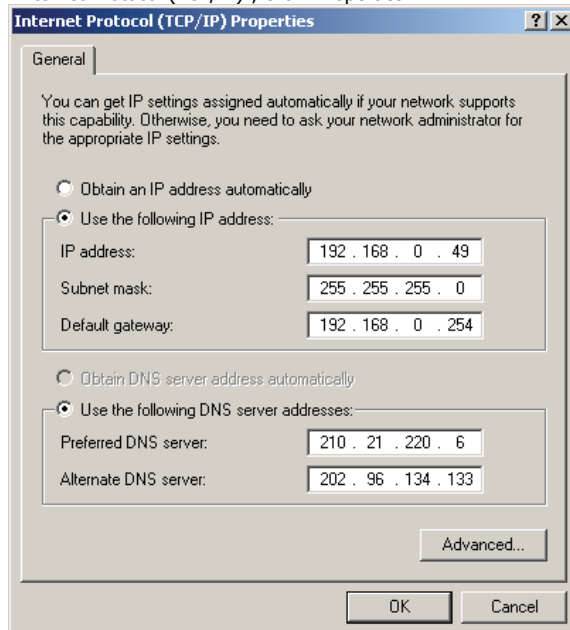 Internet Protocol (TCP/IP) Properties
General
You can get IP settings assigned automatically if your network supports
this capability. Otherwise, you need to ask your network administrator for
the appropriate IP settings.
Obtain an IP address automatically
Use the following IP address:
IP address: 192 . 168 . 0 . 49
Subnet mask: 255 . 255 . 255 . 0
Default gateway: 192 . 168 . 0 . 254
Obtain DNS server address automatically
Use the following DNS server addresses:
Preferred DNS server: 210 . 21 . 220 . 6
Alternate DNS server: 202 . 96 . 134 . 133
Advanced...
OK Cancel